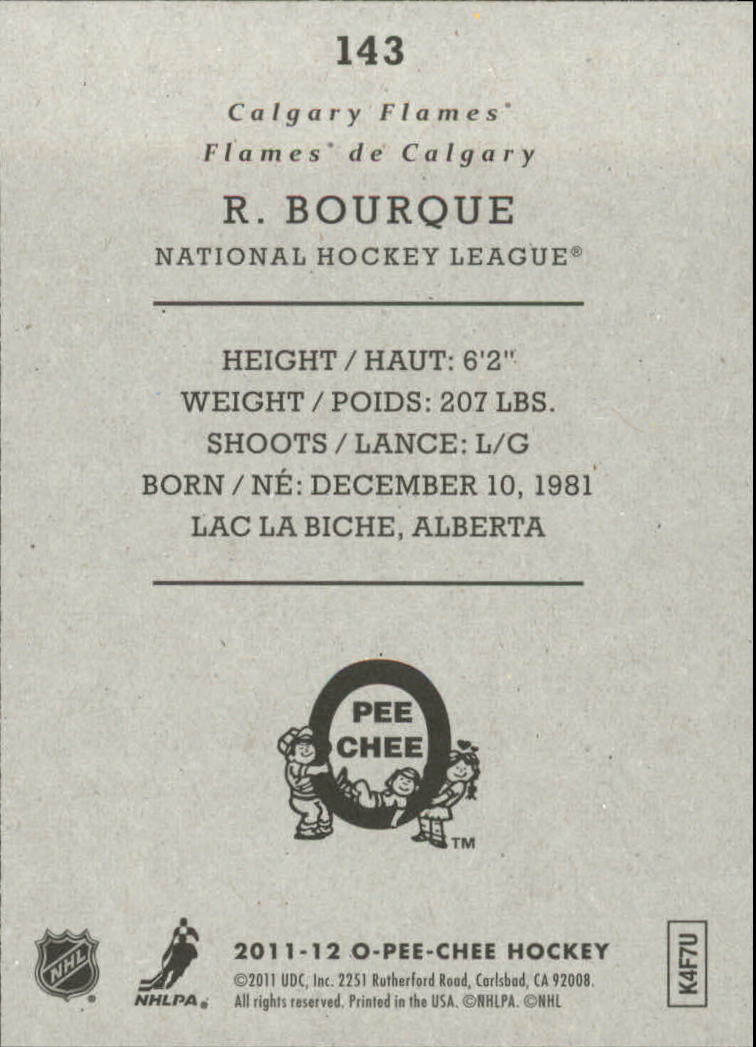 143
Calgary Flames*
Flames* de Calgary
R. BOURQUE
NATIONAL HOCKEY LEAGUE®
HEIGHT / HAUT: 6'2"
WEIGHT / POIDS: 207 LBS.
SHOOTS / LANCE: L/G
BORN / NÉ: DECEMBER 10, 1981
LAC LA BICHE, ALBERTA
O
PEE
CHEE
TM
NHL
NHLPA
2011-12 O-PEE-CHEE HOCKEY
©2011 UDC, Inc. 2251 Rutherford Road, Carlsbad, CA 92008.
All rights reserved. Printed in the USA. ©NHLPA. ©NHL
K4F7U